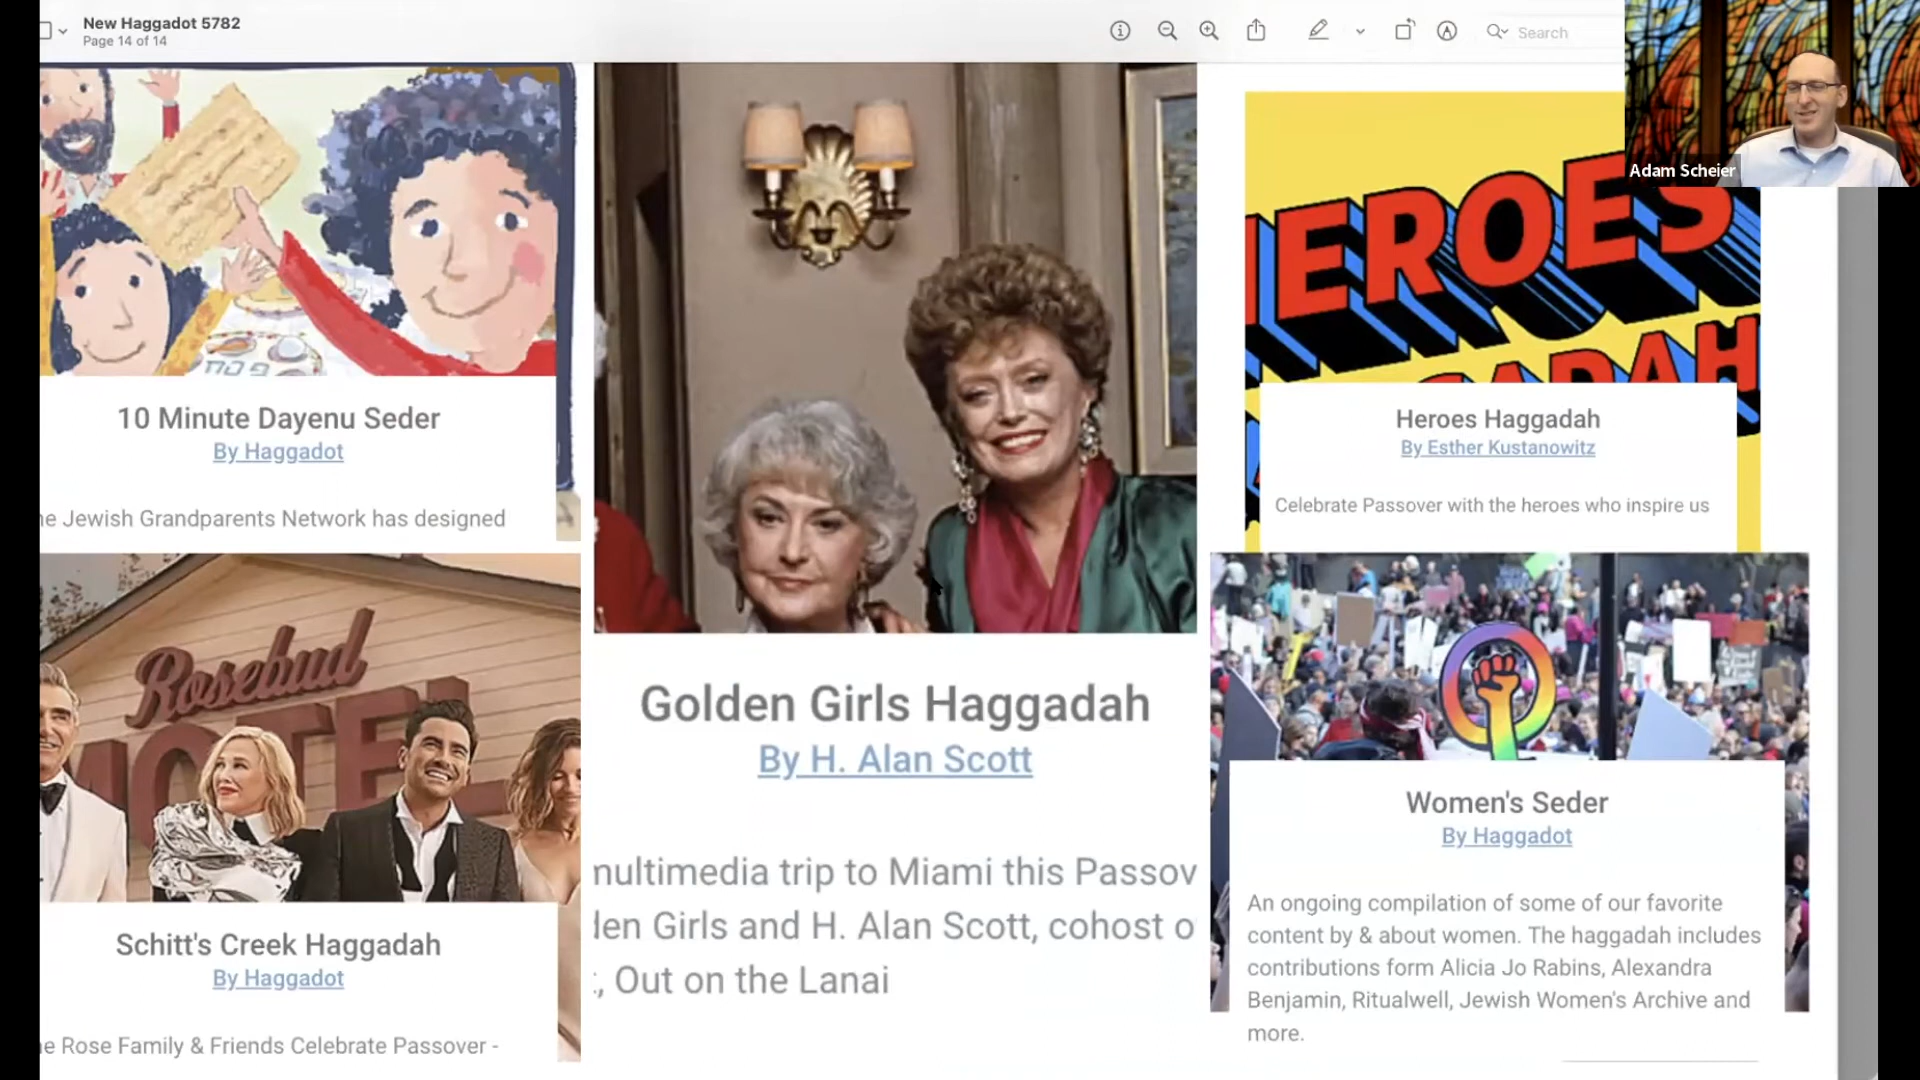 New Haggadot 5782
Page 14 of 14
Search
Adam Scheier
10 Minute Dayenu Seder
By Haggadot
Jewish Grandparents Network has designed
Rosebud
MOTEL
Schitt's Creek Haggadah
By Haggadot
Rose Family & Friends Celebrate Passover -
Golden Girls Haggadah
By H. Alan Scott
multimedia trip to Miami this Passov
den Girls and H. Alan Scott, cohost o
, Out on the Lanai
HEROES
GADAH
Heroes Haggadah
By Esther Kustanowitz
Celebrate Passover with the heroes who inspire us
Women's Seder
By Haggadot
An ongoing compilation of some of our favorite
content by & about women. The haggadah includes
contributions form Alicia Jo Rabins, Alexandra
Benjamin, Ritualwell, Jewish Women's Archive and
more.